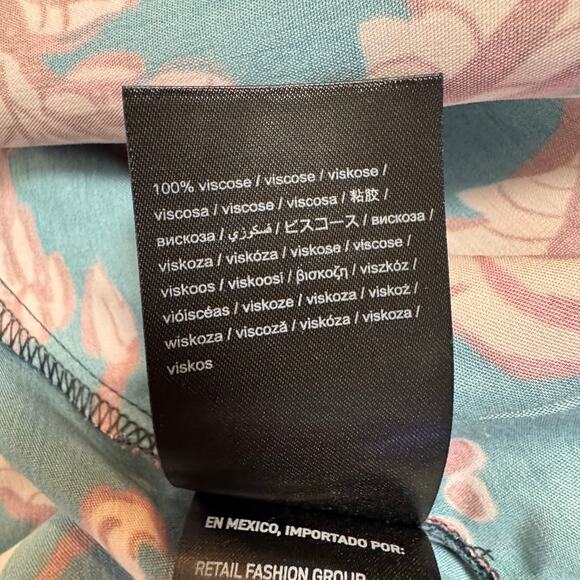 100% viscose / viscose / viskose /
viscosa / viscose / viscosa / 粘胶 /
вискоза / فسكوزي / ビスコース / вискоза /
viskoza / viskóza / viskose / viscose /
viskoos / viskoosi / βισκοζη / viszkóz /
vióiscéas / viskoze / viskoza / viskoż /
wiskoza / viscoză / viskóza / viskoza /
viskos
EN MEXICO, IMPORTADO POR:
RETAIL FASHION GROUP